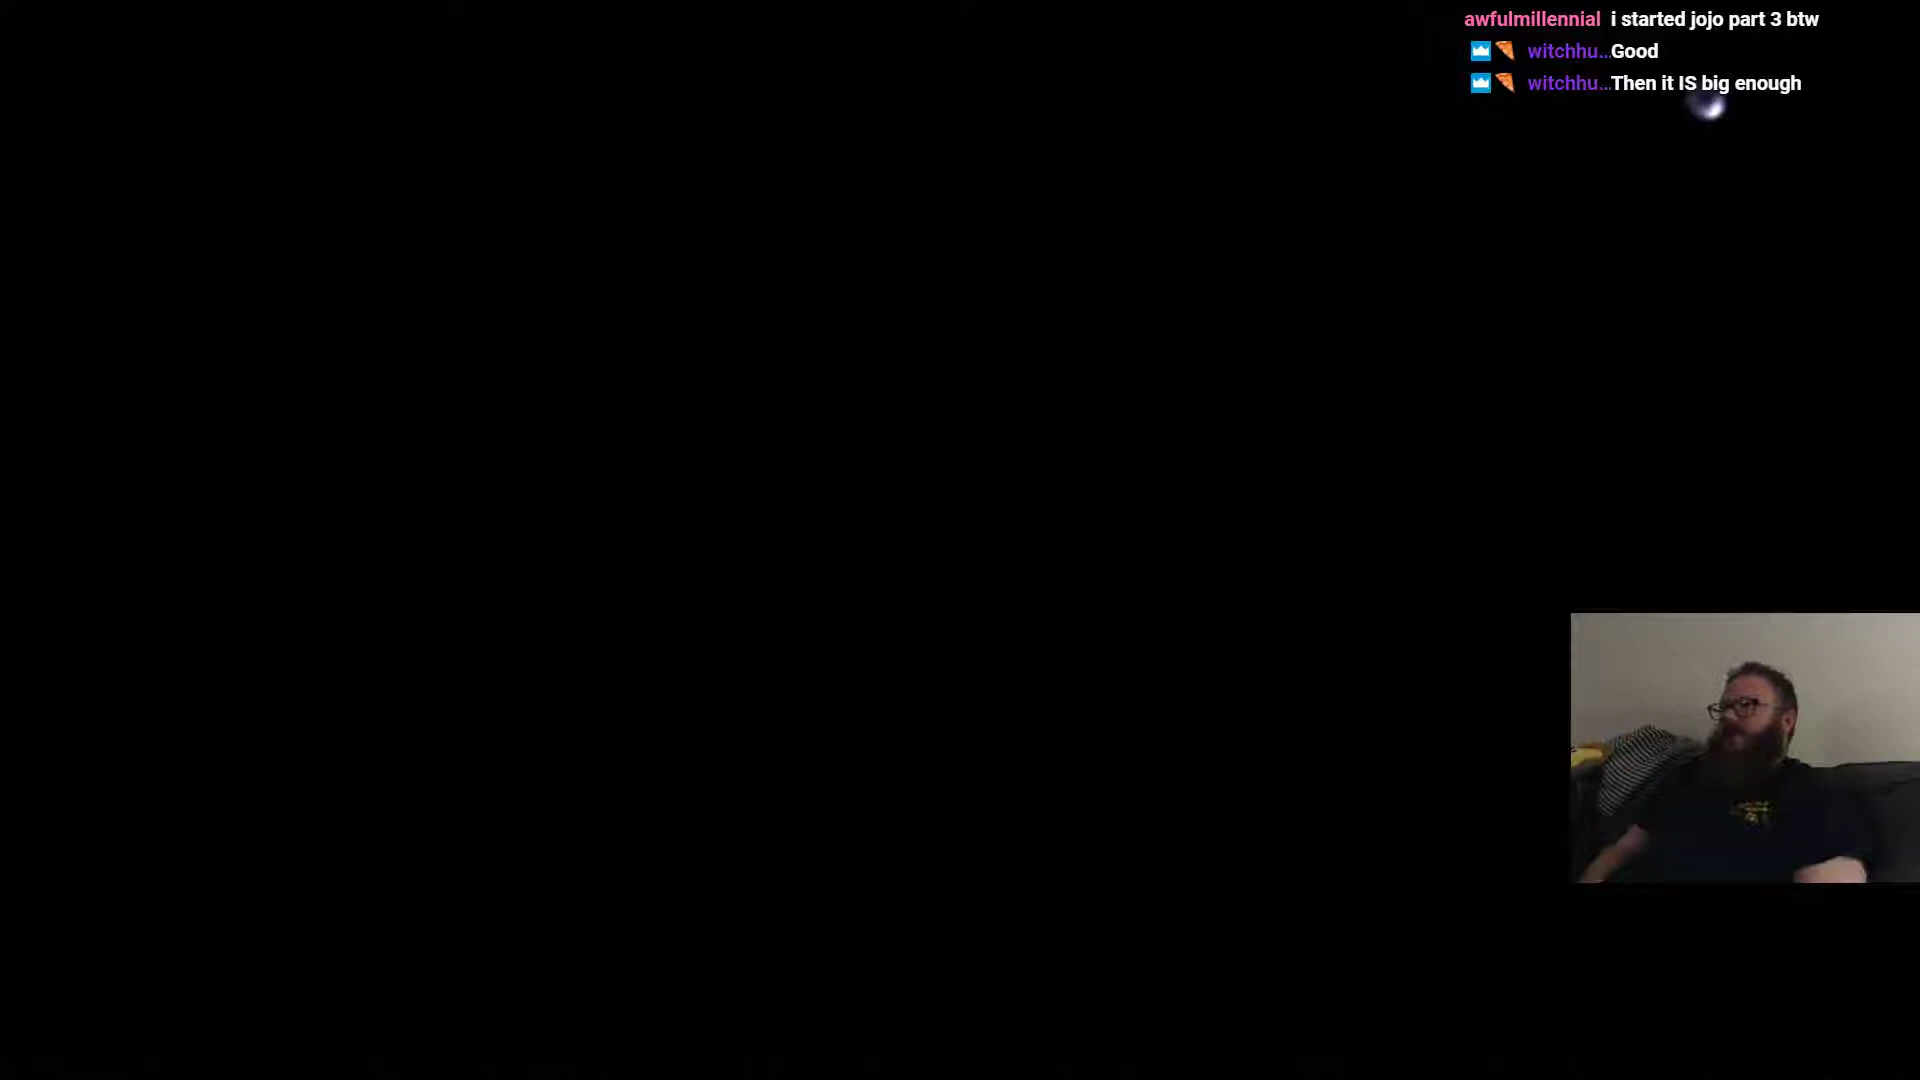 awfulmillennial i started jojo part 3 btw
witchhu... Good
witchhu... Then it IS big enough